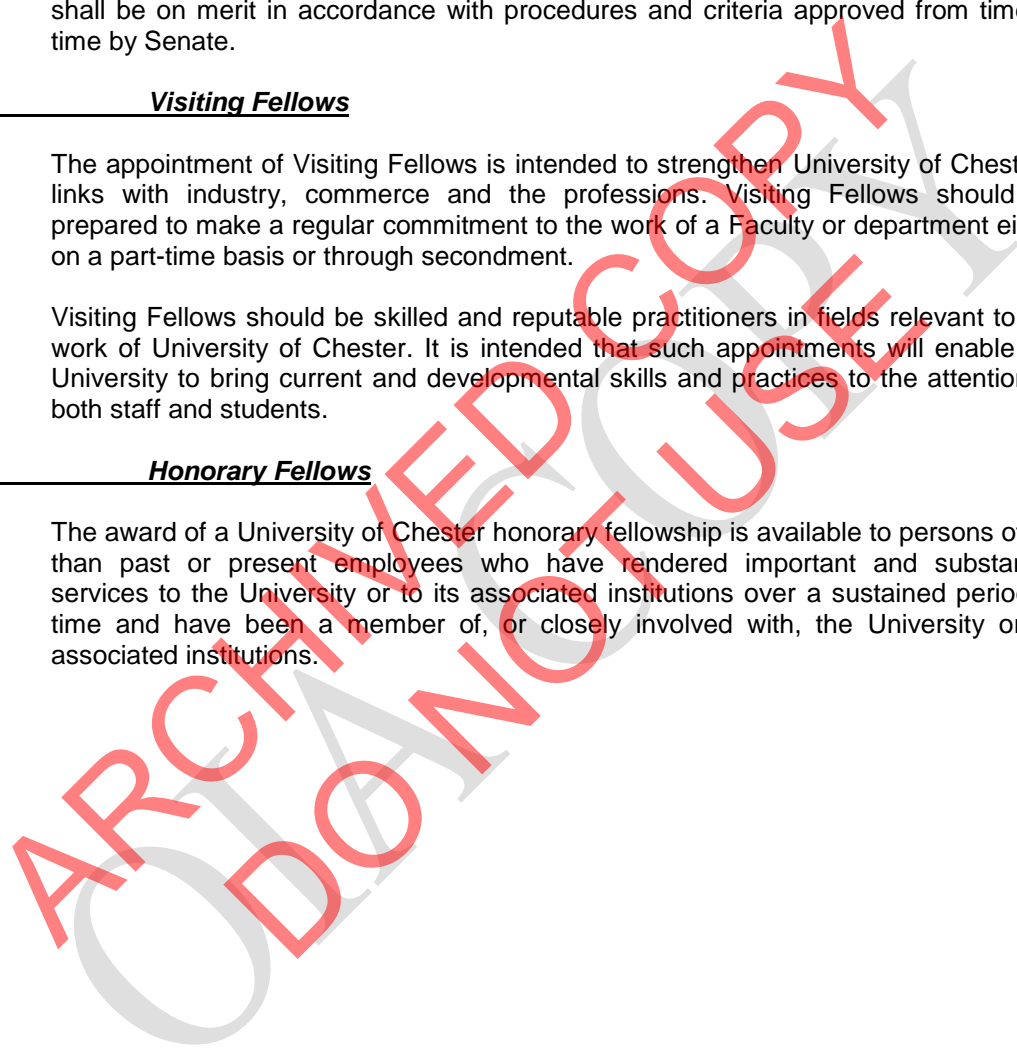 shall be on merit in accordance with procedures and criteria approved from time
time by Senate.
Visiting Fellows
The appointment of Visiting Fellows is intended to strengthen University of Chest
links with industry, commerce and the professions. Visiting Fellows should
prepared to make a regular commitment to the work of a Faculty or department ei
on a part-time basis or through secondment.
Visiting Fellows should be skilled and reputable practitioners in fields relevant to
work of University of Chester. It is intended that such appointments will enable
University to bring current and developmental skills and practices to the attention
both staff and students.
Honorary Fellows
The award of a University of Chester honorary fellowship is available to persons o
than past or present employees who have rendered important and substan
services to the University or to its associated institutions over a sustained period
time and have been a member of, or closely involved with, the University or
associated institutions.
ARCHIVED COPY
DO NOT USE
OIA COPY